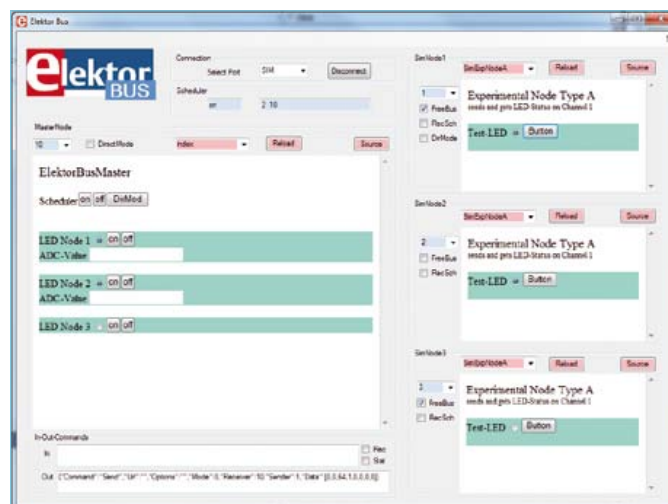 Elektor Bus
elektor
BUS
Connection
Select Port
SIM
Disconnect
Scheduler
on
2 10
MasterNode
10
DirectMode
index
Reload
Source
ElektorBusMaster
Scheduler on off DirMod
LED Node 1 on off
ADC-Value
LED Node 2 on off
ADC-Value
LED Node 3 on off
In-Out-Commands
In
Rec
Out
SimNode1
SimExpNodeA
Reload
Source
1
FreeBus
RecSch
DirMode
Experimental Node Type A
sends and gets LED-Status on Channel 1
Test-LED Button
SimNode2
SimExpNodeA
Reload
Source
2
FreeBus
RecSch
Experimental Node Type A
sends and gets LED-Status on Channel 1
Test-LED Button
SimNode3
SimExpNodeA
Reload
Source
3
FreeBus
RecSch
Experimental Node Type A
sends and gets LED-Status on Channel 1
Test-LED Button